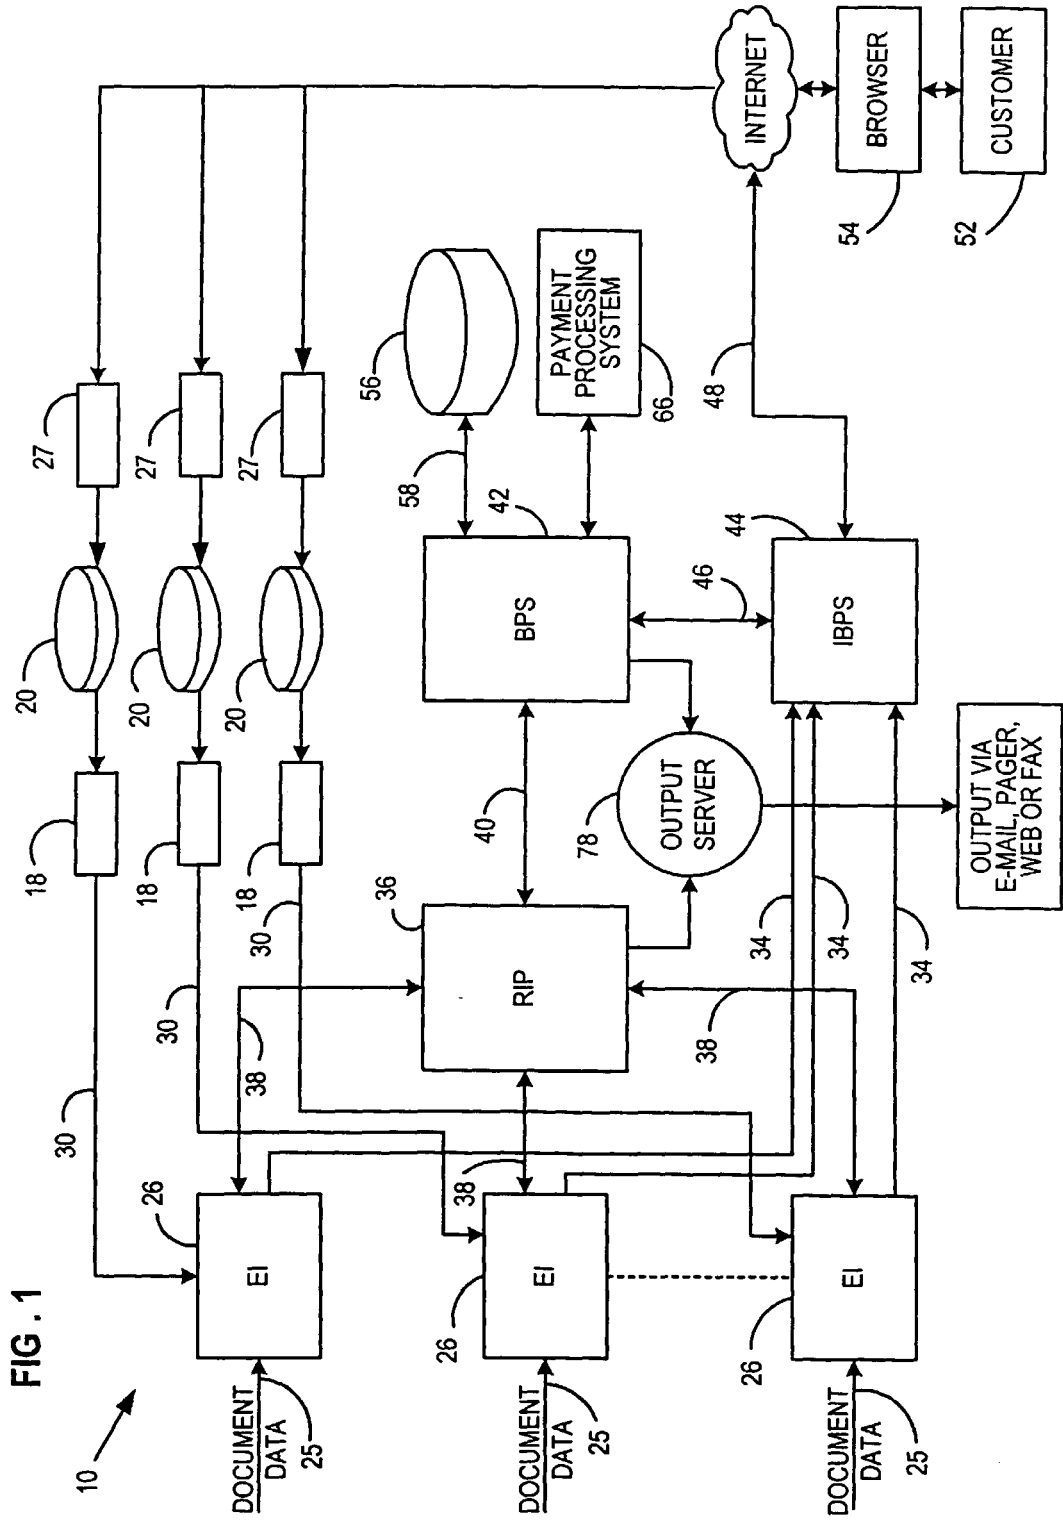 FIG . 1
10
DOCUMENT
DATA
25
EI
26
30
18
20
27
DOCUMENT
DATA
25
EI
26
30
18
20
27
DOCUMENT
DATA
25
EI
26
30
18
20
27
38
38
38
RIP
36
40
BPS
42
58
56
PAYMENT
PROCESSING
SYSTEM
66
OUTPUT
SERVER
78
34
34
34
46
IBPS
44
48
INTERNET
BROWSER
54
CUSTOMER
52
OUTPUT VIA
E-MAIL, PAGER,
WEB OR FAX